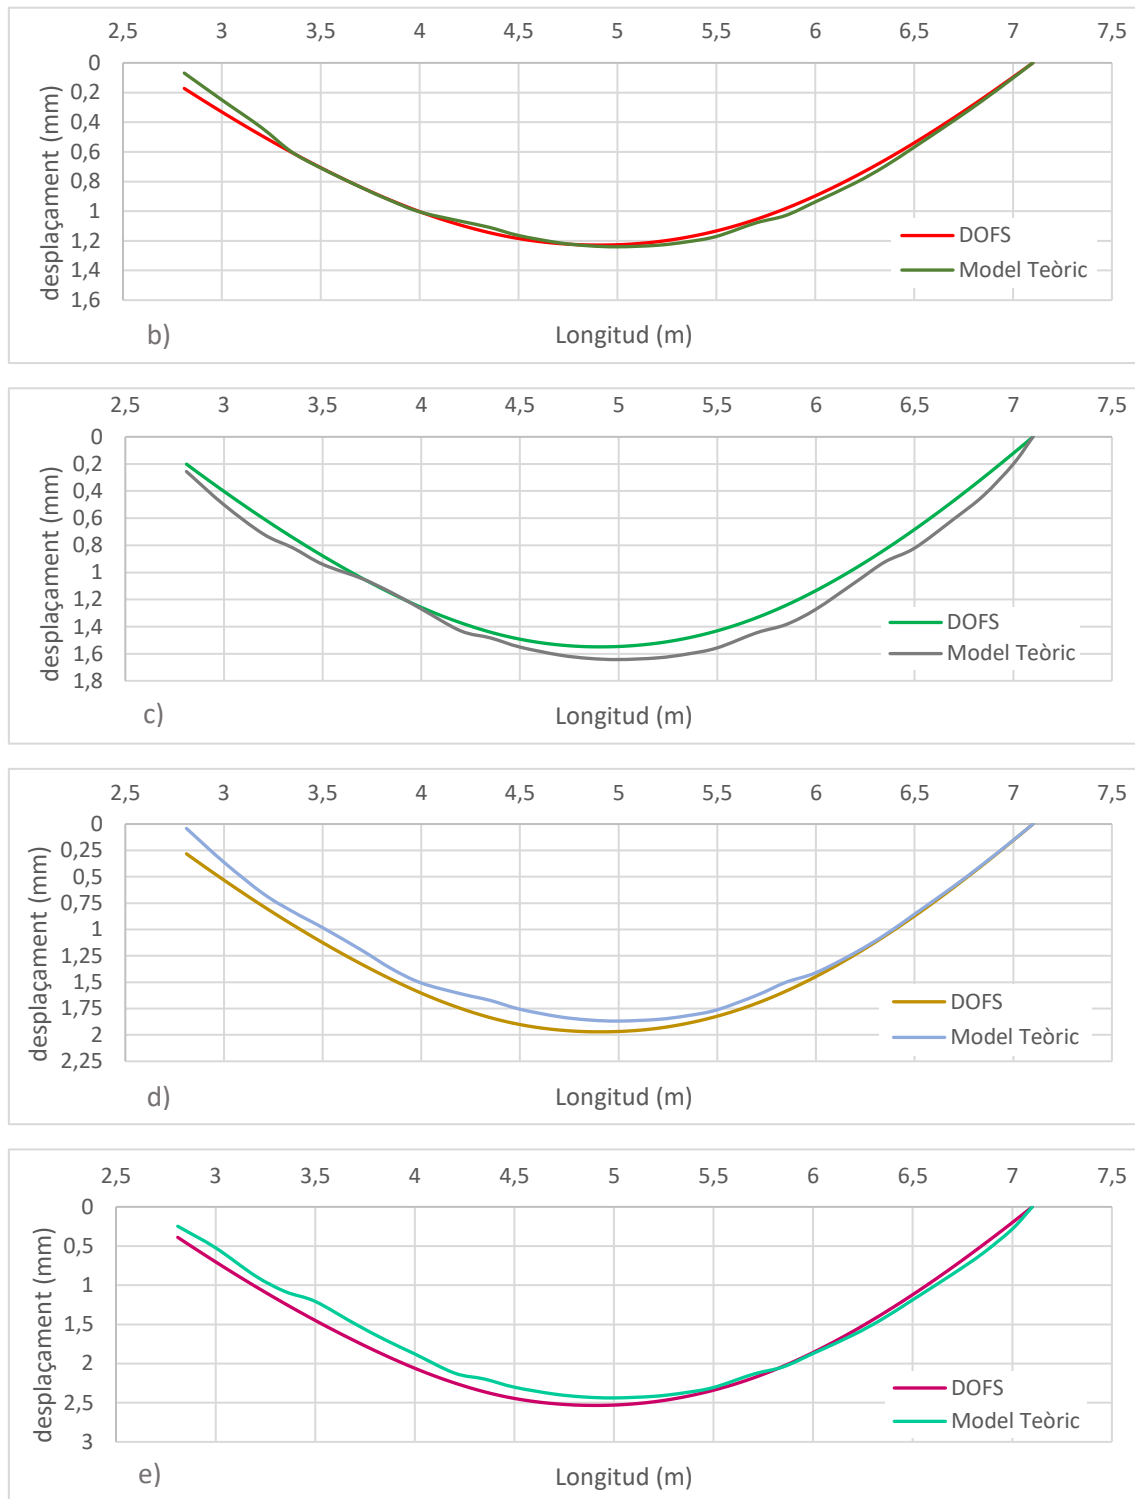 2,5 3 3,5 4 4,5 5 5,5 6 6,5 7 7,5
0
0,2
0,4
0,6
0,8
1
1,2
1,4
1,6
desplaçament (mm)
DOFS
Model Teòric
b)
Longitud (m)
2,5 3 3,5 4 4,5 5 5,5 6 6,5 7 7,5
0
0,2
0,4
0,6
0,8
1
1,2
1,4
1,6
1,8
desplaçament (mm)
DOFS
Model Teòric
c)
Longitud (m)
2,5 3 3,5 4 4,5 5 5,5 6 6,5 7 7,5
0
0,25
0,5
0,75
1
1,25
1,5
1,75
2
2,25
desplaçament (mm)
DOFS
Model Teòric
d)
Longitud (m)
2,5 3 3,5 4 4,5 5 5,5 6 6,5 7 7,5
0
0,5
1
1,5
2
2,5
3
desplaçament (mm)
DOFS
Model Teòric
e)
Longitud (m)